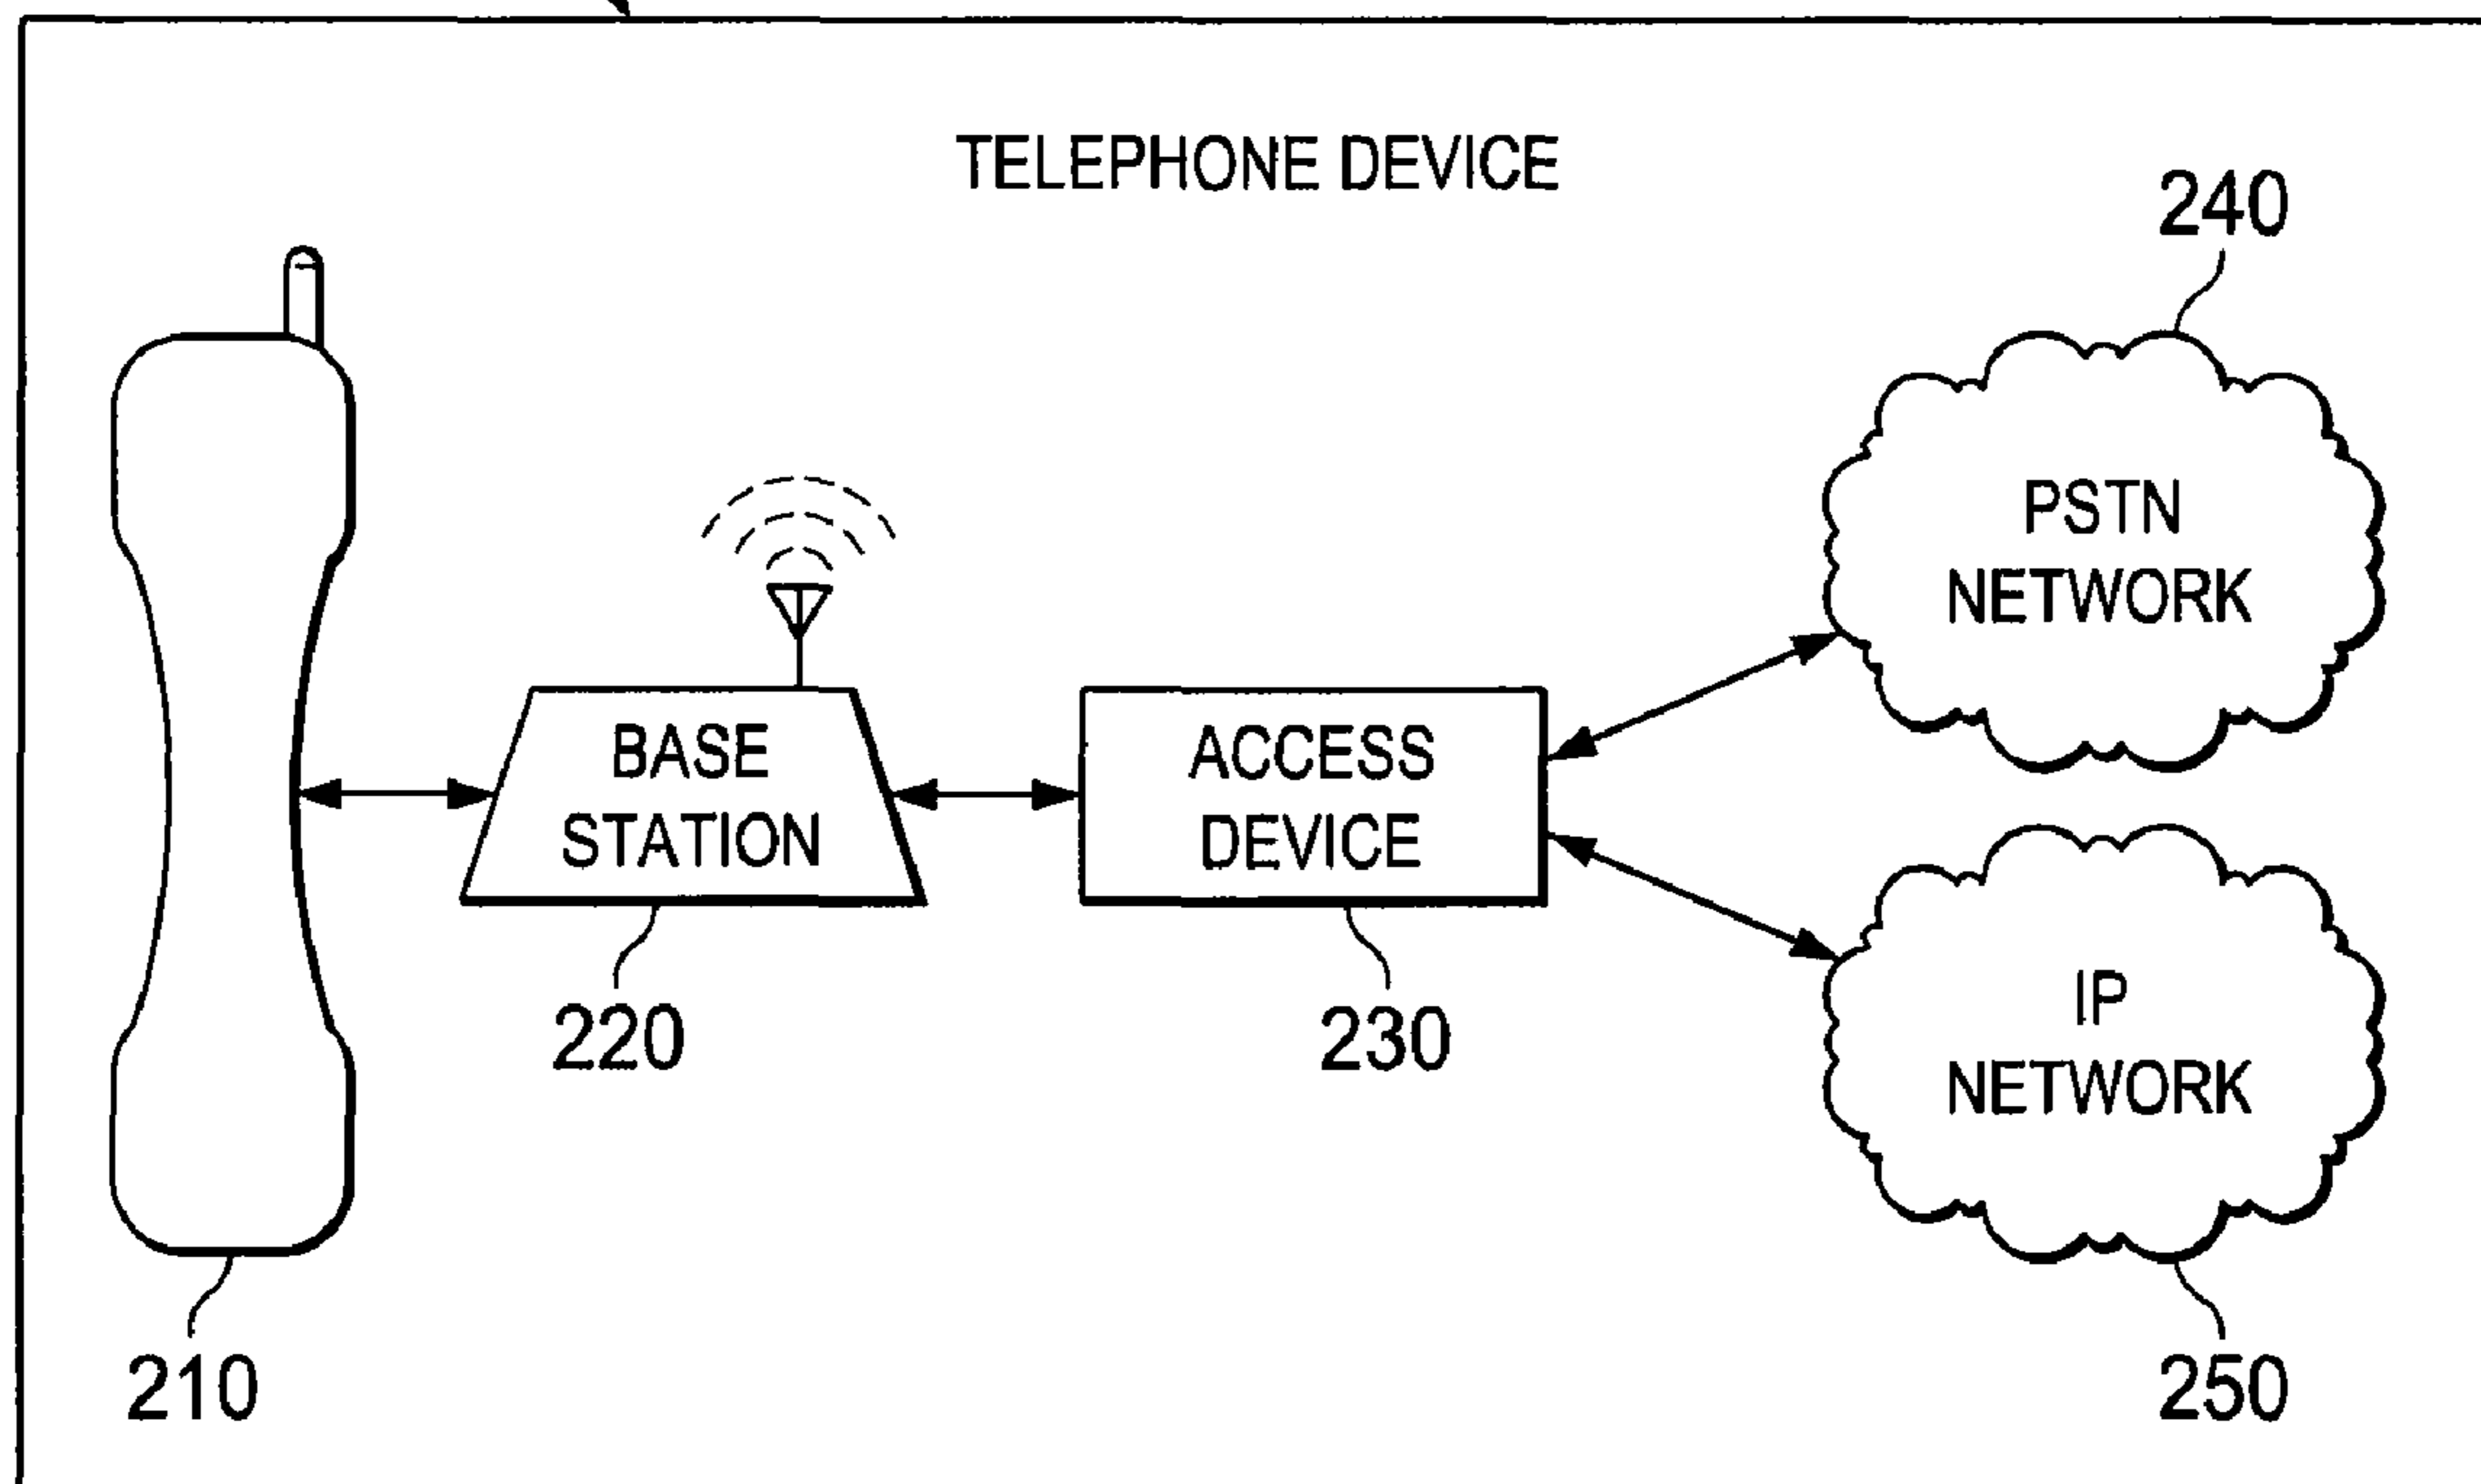 TELEPHONE DEVICE
240
PSTN
NETWORK
BASE
STATION
ACCESS
DEVICE
220
230
IP
NETWORK
210
250